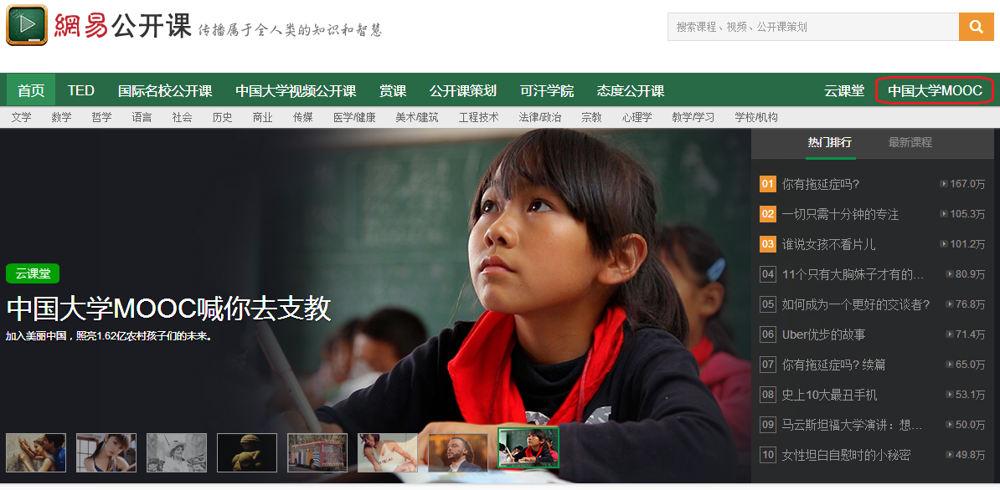 網易公开课 传播属于全人类的知识和智慧
搜索课程、视频、公开课策划
首页 TED 国际名校公开课 中国大学视频公开课 赏课 公开课策划 可汗学院 态度公开课 云课堂 中国大学MOOC
文学 数学 哲学 语言 社会 历史 商业 传媒 医学/健康 美术/建筑 工程技术 法律/政治 宗教 心理学 教学/学习 学校/机构
云课堂
中国大学MOOC喊你去支教
加入美丽中国，照亮1.62亿农村孩子们的未来。
热门排行 最新课程
01 你有拖延症吗? 167.0万
02 一切只需十分钟的专注 105.3万
03 谁说女孩不看片儿 101.2万
04 11个只有大胸妹子才有的... 80.9万
05 如何成为一个更好的交谈者? 76.8万
06 Uber优步的故事 71.4万
07 你有拖延症吗? 续篇 65.0万
08 史上10大最丑手机 53.1万
09 马云斯坦福大学演讲：想... 50.0万
10 女性坦白自慰时的小秘密 49.8万